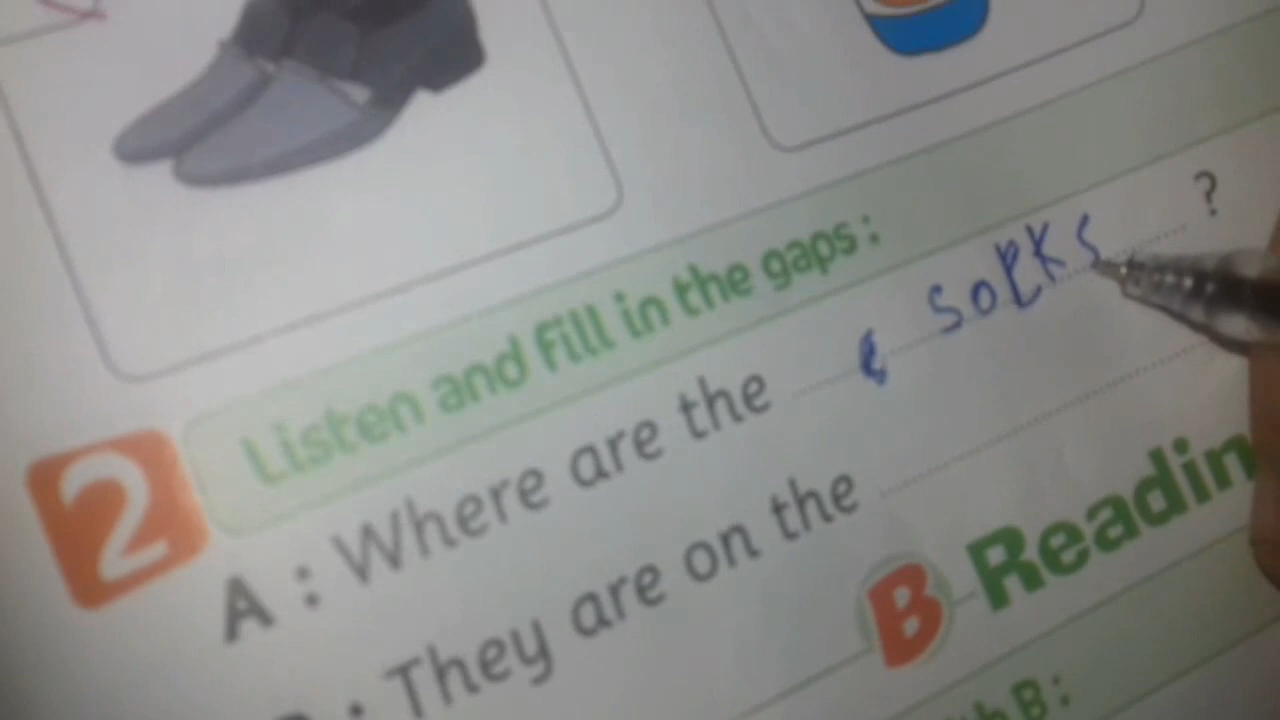 2 Listen and fill in the gaps:
A: Where are the socks ?
: They are on the
B Readin
B: